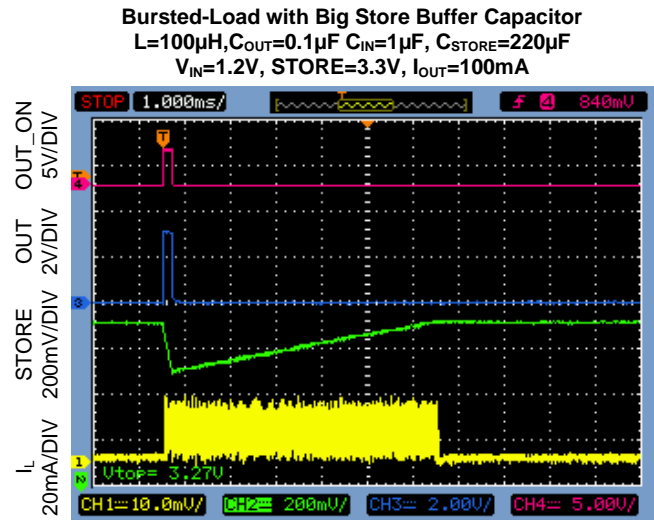 Bursted-Load with Big Store Buffer Capacitor
L=100µH,COUT=0.1µF CIN=1µF, CSTORE=220µF
VIN=1.2V, STORE=3.3V, IOUT=100mA
STOP 1.000ms/ T f 4 840mV
OUT_ON
5V/DIV
OUT
2V/DIV
STORE
200mV/DIV
IL
20mA/DIV
T
T
4
3
1
2
Vtop= 3.27V
CH1= 10.0mV/ CH2= 200mV/ CH3= 2.00V/ CH4= 5.00V/